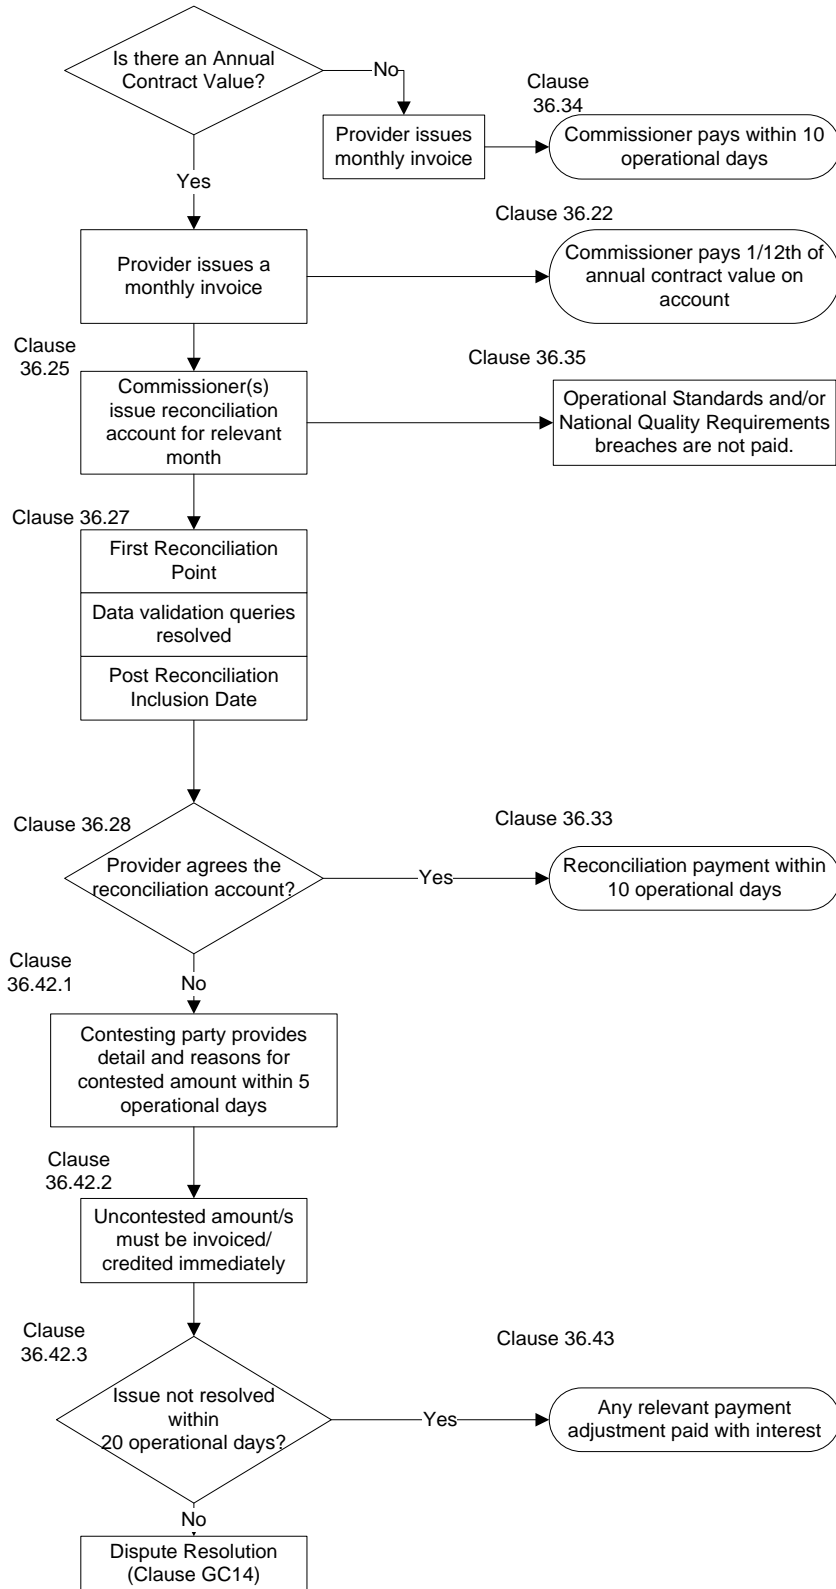 Is there an Annual
Contract Value?
No
Clause
36.34
Provider issues
monthly invoice
Commissioner pays within 10
operational days
Yes
Clause 36.22
Provider issues a
monthly invoice
Commissioner pays 1/12th of
annual contract value on
account
Clause
36.25
Clause 36.35
Commissioner(s)
issue reconciliation
account for relevant
month
Operational Standards and/or
National Quality Requirements
breaches are not paid.
Clause 36.27
First Reconciliation
Point
Data validation queries
resolved
Post Reconciliation
Inclusion Date
Clause 36.28
Clause 36.33
Provider agrees the
reconciliation account?
Yes
Reconciliation payment within
10 operational days
Clause
36.42.1
No
Contesting party provides
detail and reasons for
contested amount within 5
operational days
Clause
36.42.2
Uncontested amount/s
must be invoiced/
credited immediately
Clause
36.42.3
Clause 36.43
Issue not resolved
within
20 operational days?
Yes
Any relevant payment
adjustment paid with interest
No
Dispute Resolution
(Clause GC14)